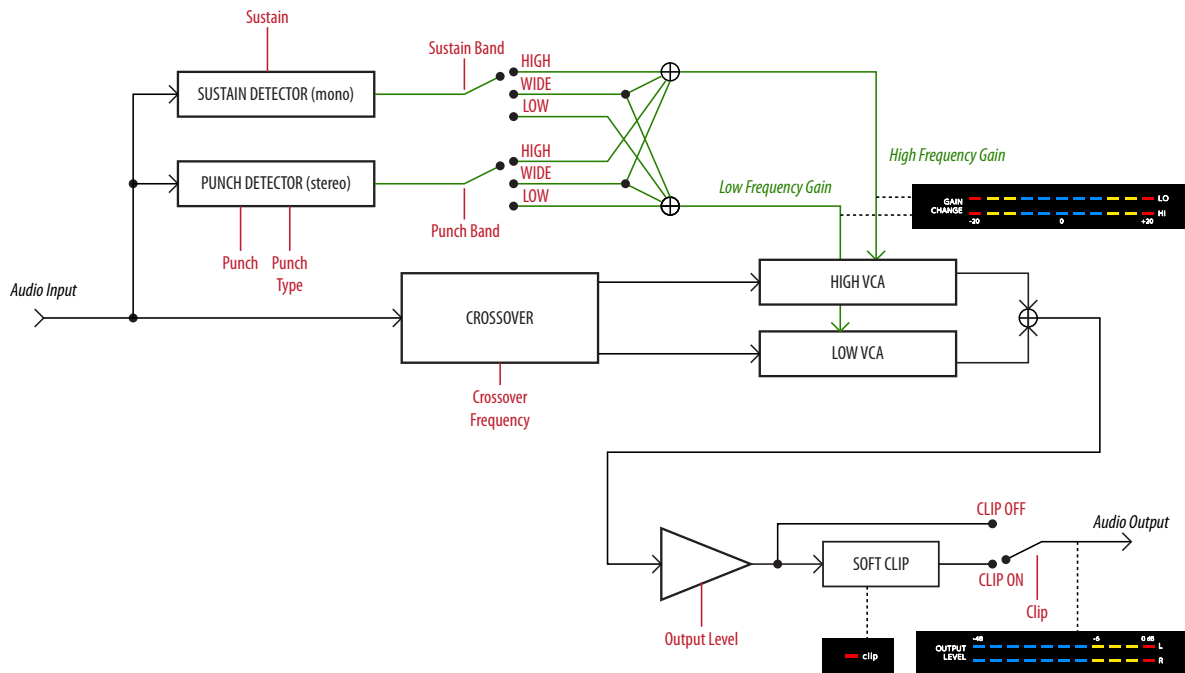 Sustain
Sustain Band
HIGH
WIDE
LOW
SUSTAIN DETECTOR (mono)
HIGH
WIDE
LOW
PUNCH DETECTOR (stereo)
Punch Band
Punch
Punch
Type
High Frequency Gain
Low Frequency Gain
GAIN
CHANGE
LO
HI
-20
0
+20
Audio Input
CROSSOVER
Crossover
Frequency
HIGH VCA
LOW VCA
CLIP OFF
Audio Output
SOFT CLIP
CLIP ON
Clip
Output Level
clip
-48
-6
0 dB
OUTPUT
LEVEL
L
R